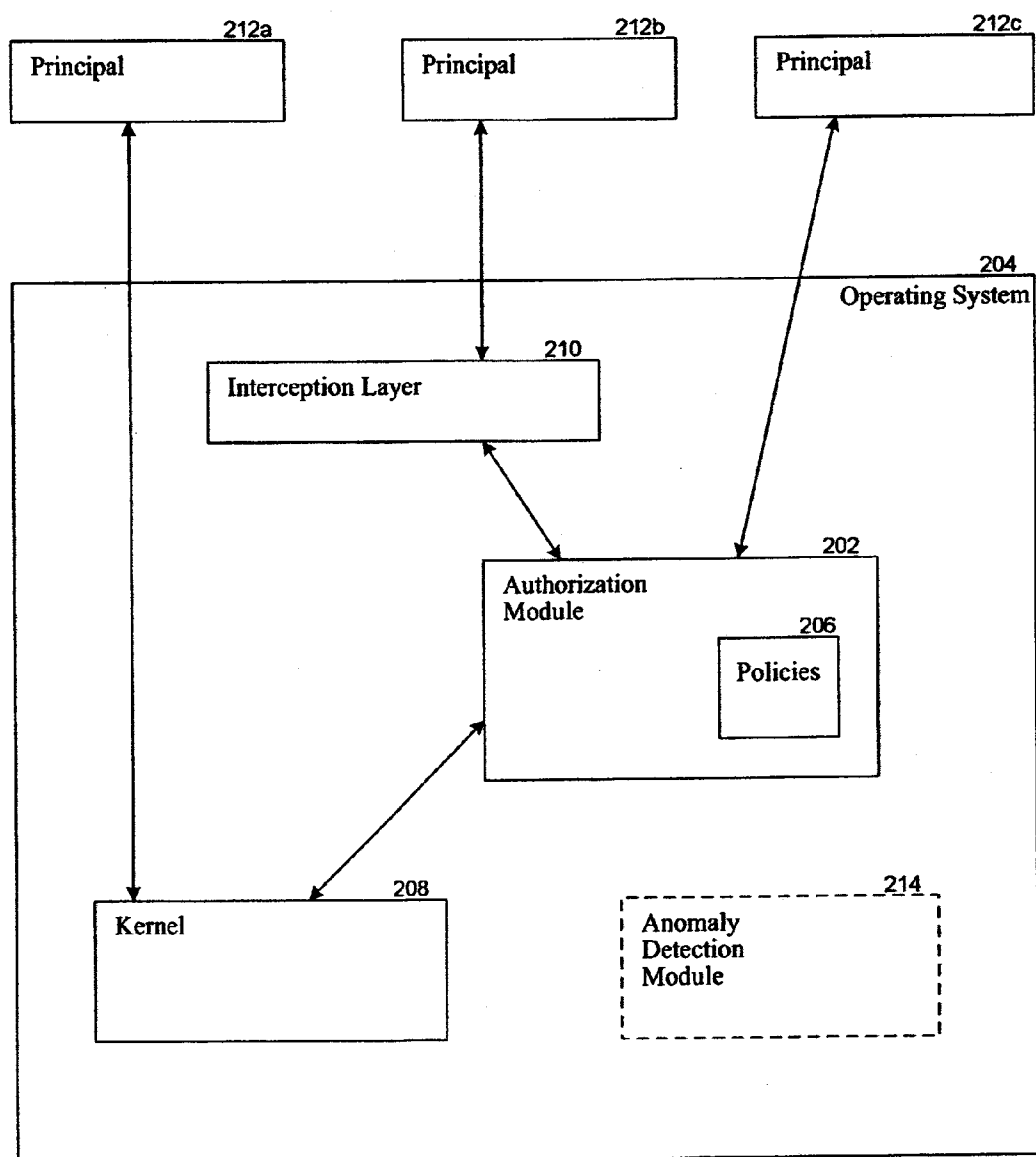 212a
212b
212c
Principal
Principal
Principal
204
Operating System
210
Interception Layer
202
Authorization
Module
206
Policies
208
Kernel
214
Anomaly
Detection
Module